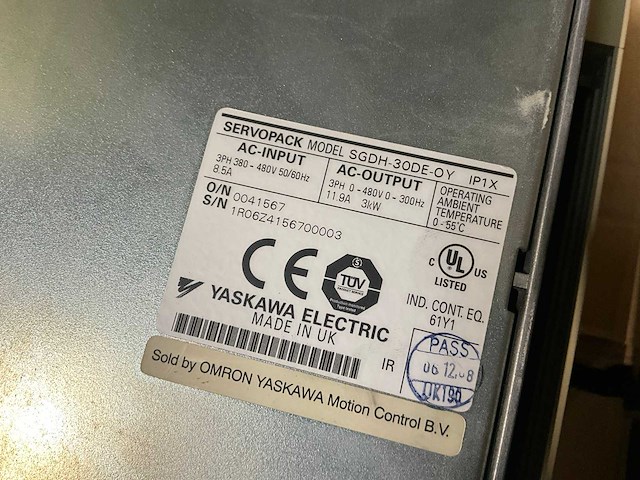 SERVOPACK MODEL SGDH-30DE-OY IP1X
AC-INPUT
3PH 380 - 480V 50/60Hz
8.5A
AC-OUTPUT
3PH 0 - 480V 0 - 300Hz
11.9A 3kW
OPERATING
AMBIENT
TEMPERATURE
0 - 55°C
O/N 0041567
S/N 1R06Z4156700003
CE
TÜV
C UL US
LISTED
IND. CONT. EQ.
61Y1
YASKAWA ELECTRIC
MADE IN UK
IR
PASS
06 12.08
UK190
Sold by OMRON YASKAWA Motion Control B.V.